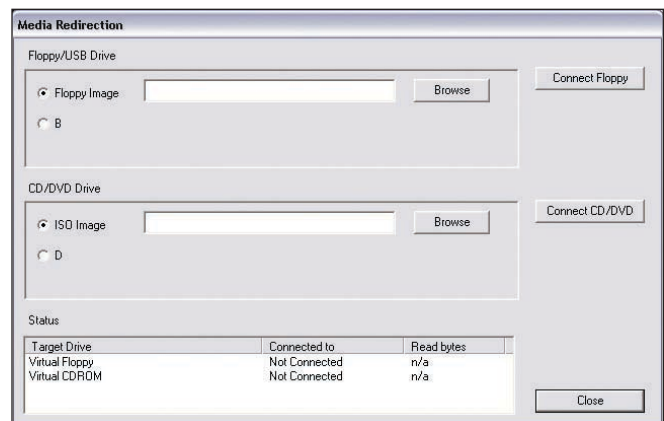 Media Redirection
Floppy/USB Drive
Floppy Image
Browse
Connect Floppy
B
CD/DVD Drive
ISO Image
Browse
Connect CD/DVD
D
Status
Target Drive Connected to Read bytes
Virtual Floppy Not Connected n/a
Virtual CDROM Not Connected n/a
Close